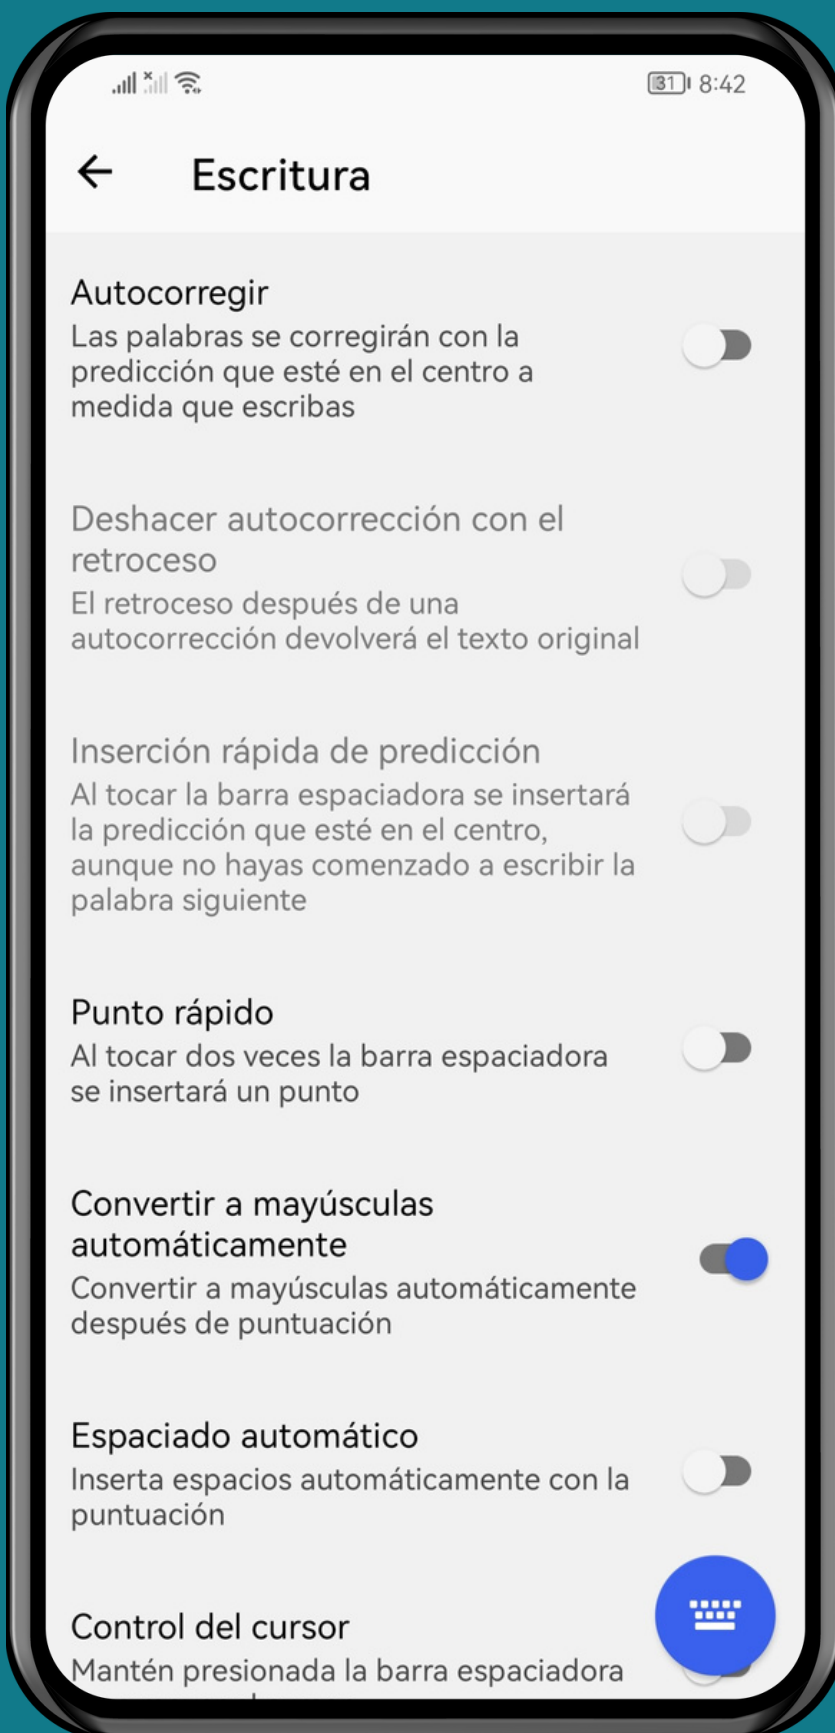 31 8:42
Escritura
Autocorregir
Las palabras se corregirán con la
predicción que esté en el centro a
medida que escribas
Deshacer autocorrección con el
retroceso
El retroceso después de una
autocorrección devolverá el texto original
Inserción rápida de predicción
Al tocar la barra espaciadora se insertará
la predicción que esté en el centro,
aunque no hayas comenzado a escribir la
palabra siguiente
Punto rápido
Al tocar dos veces la barra espaciadora
se insertará un punto
Convertir a mayúsculas
automáticamente
Convertir a mayúsculas automáticamente
después de puntuación
Espaciado automático
Inserta espacios automáticamente con la
puntuación
Control del cursor
Mantén presionada la barra espaciadora